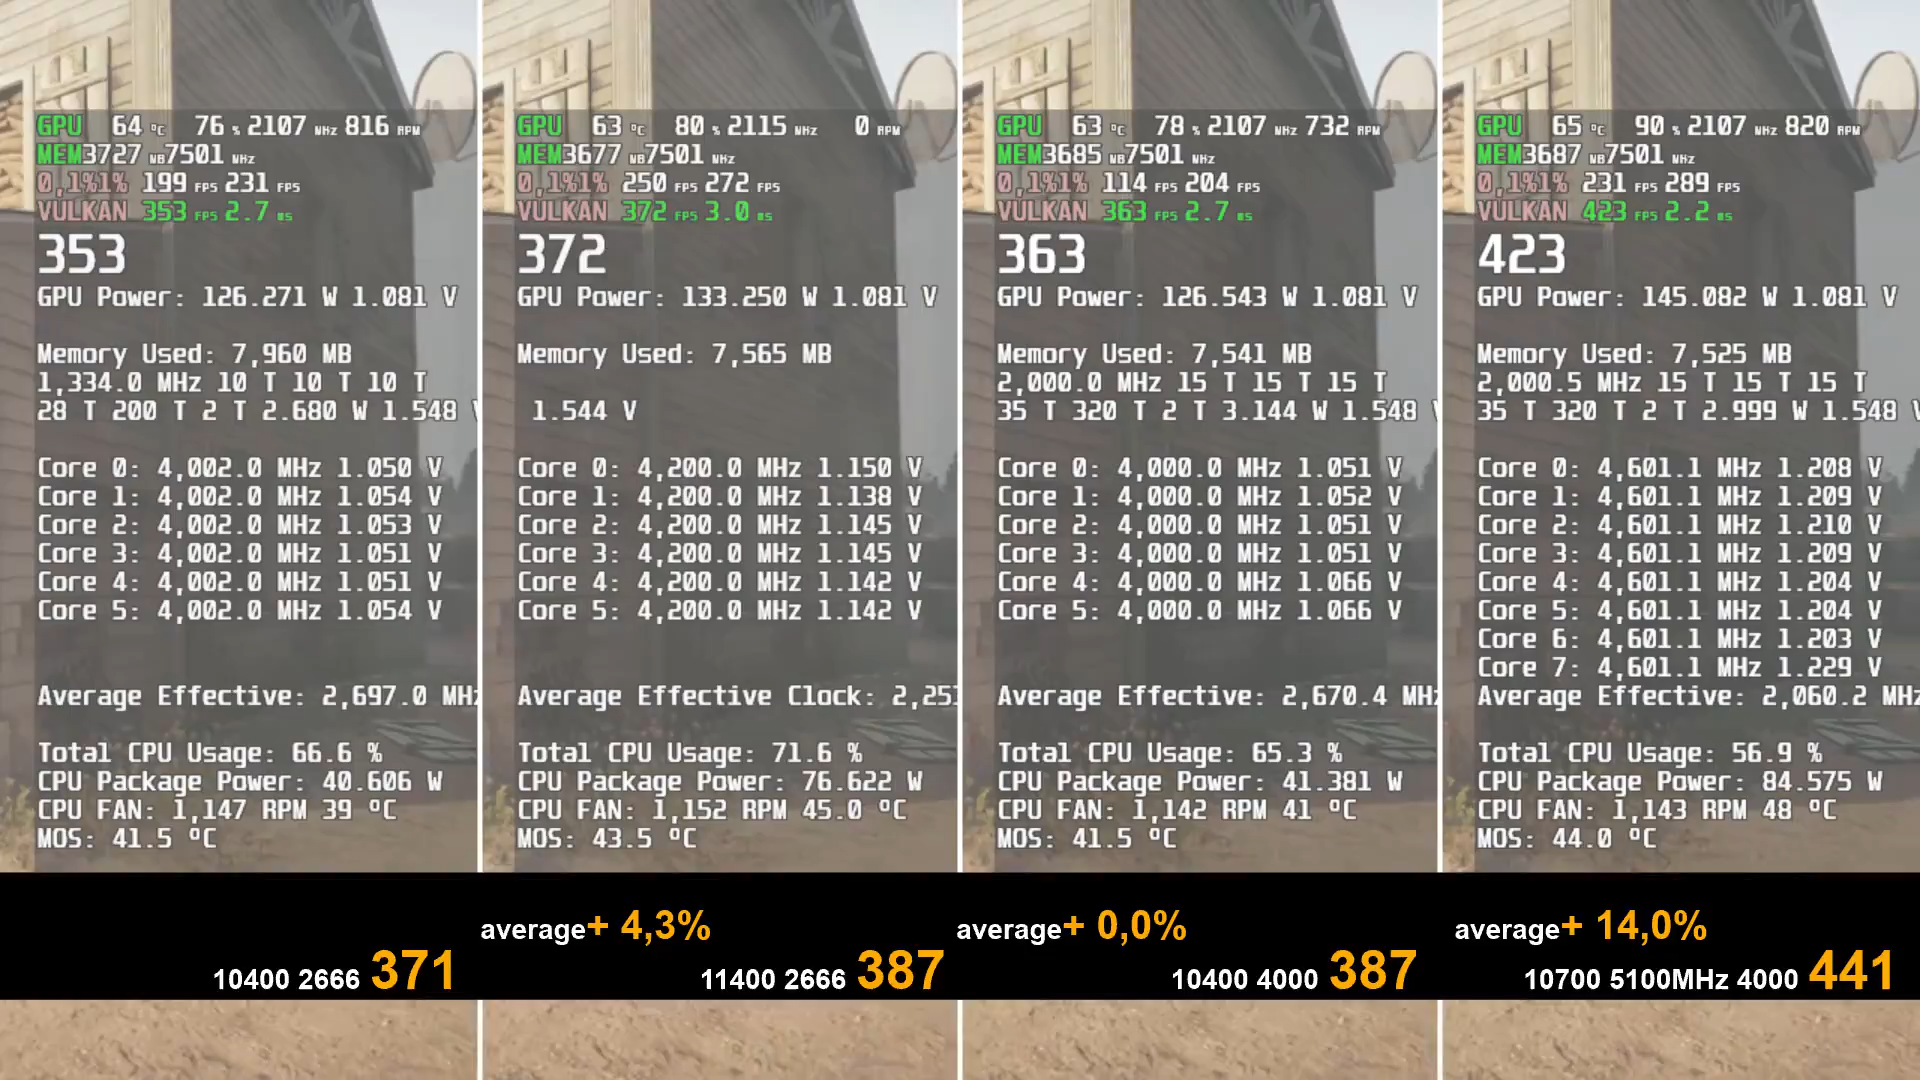 GPU 64 °C 76 % 2107 MHz 816 RPM
MEM3727 MB7501 MHz
0,1%1% 199 FPS 231 FPS
VULKAN 353 FPS 2.7 ms
353
GPU Power: 126.271 W 1.081 V
Memory Used: 7,960 MB
1,334.0 MHz 10 T 10 T 10 T
28 T 200 T 2 T 2.680 W 1.548
Core 0: 4,002.0 MHz 1.050 V
Core 1: 4,002.0 MHz 1.054 V
Core 2: 4,002.0 MHz 1.053 V
Core 3: 4,002.0 MHz 1.051 V
Core 4: 4,002.0 MHz 1.051 V
Core 5: 4,002.0 MHz 1.054 V
Average Effective: 2,697.0 MHz
Total CPU Usage: 66.6 %
CPU Package Power: 40.606 W
CPU FAN: 1,147 RPM 39 ºC
MOS: 41.5 ºC
10400 2666 371
GPU 63 °C 80 % 2115 MHz 0 RPM
MEM3677 MB7501 MHz
0,1%1% 250 FPS 272 FPS
VULKAN 372 FPS 3.0 ms
372
GPU Power: 133.250 W 1.081 V
Memory Used: 7,565 MB
1.544 V
Core 0: 4,200.0 MHz 1.150 V
Core 1: 4,200.0 MHz 1.138 V
Core 2: 4,200.0 MHz 1.145 V
Core 3: 4,200.0 MHz 1.145 V
Core 4: 4,200.0 MHz 1.142 V
Core 5: 4,200.0 MHz 1.142 V
Average Effective Clock: 2,25
Total CPU Usage: 71.6 %
CPU Package Power: 76.622 W
CPU FAN: 1,152 RPM 45.0 ºC
MOS: 43.5 ºC
average+ 4,3%
11400 2666 387
GPU 63 °C 78 % 2107 MHz 732 RPM
MEM3685 MB7501 MHz
0,1%1% 114 FPS 204 FPS
VULKAN 363 FPS 2.7 ms
363
GPU Power: 126.543 W 1.081 V
Memory Used: 7,541 MB
2,000.0 MHz 15 T 15 T 15 T
35 T 320 T 2 T 3.144 W 1.548
Core 0: 4,000.0 MHz 1.051 V
Core 1: 4,000.0 MHz 1.052 V
Core 2: 4,000.0 MHz 1.051 V
Core 3: 4,000.0 MHz 1.051 V
Core 4: 4,000.0 MHz 1.066 V
Core 5: 4,000.0 MHz 1.066 V
Average Effective: 2,670.4 MHz
Total CPU Usage: 65.3 %
CPU Package Power: 41.381 W
CPU FAN: 1,142 RPM 41 ºC
MOS: 41.5 ºC
average+ 0,0%
10400 4000 387
GPU 65 °C 90 % 2107 MHz 820 RPM
MEM3687 MB7501 MHz
0,1%1% 231 FPS 289 FPS
VULKAN 423 FPS 2.2 ms
423
GPU Power: 145.082 W 1.081 V
Memory Used: 7,525 MB
2,000.5 MHz 15 T 15 T 15 T
35 T 320 T 2 T 2.999 W 1.548
Core 0: 4,601.1 MHz 1.208 V
Core 1: 4,601.1 MHz 1.209 V
Core 2: 4,601.1 MHz 1.210 V
Core 3: 4,601.1 MHz 1.209 V
Core 4: 4,601.1 MHz 1.204 V
Core 5: 4,601.1 MHz 1.204 V
Core 6: 4,601.1 MHz 1.203 V
Core 7: 4,601.1 MHz 1.229 V
Average Effective: 2,060.2 MHz
Total CPU Usage: 56.9 %
CPU Package Power: 84.575 W
CPU FAN: 1,143 RPM 48 ºC
MOS: 44.0 ºC
average+ 14,0%
10700 5100MHz 4000 441